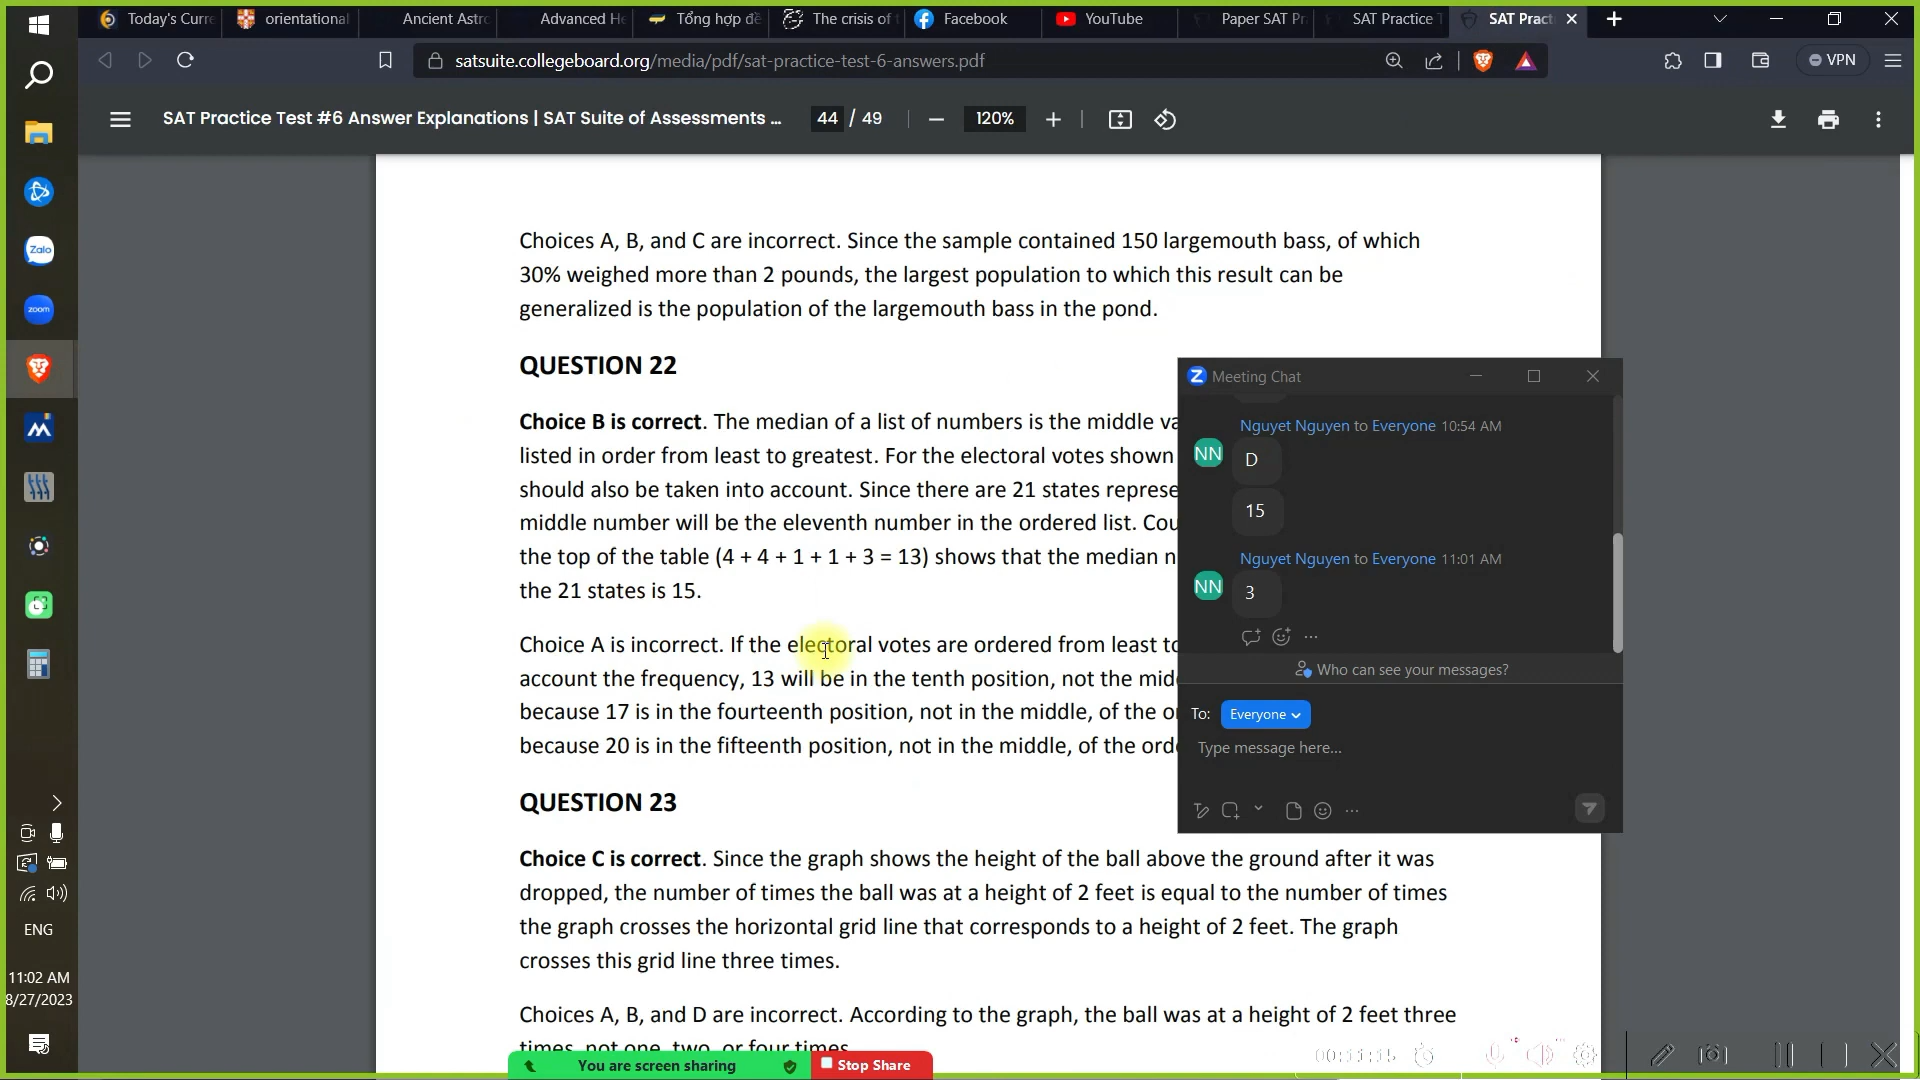 Today's Curre
orientational
Ancient Astro
Advanced He
Tổng hợp đề
The crisis of t
Facebook
YouTube
Paper SAT Pr
SAT Practice T
SAT Pract
satsuite.collegeboard.org/media/pdf/sat-practice-test-6-answers.pdf
VPN
SAT Practice Test #6 Answer Explanations | SAT Suite of Assessments ...
44 / 49
120%
Choices A, B, and C are incorrect. Since the sample contained 150 largemouth bass, of which
30% weighed more than 2 pounds, the largest population to which this result can be
generalized is the population of the largemouth bass in the pond.
QUESTION 22
Choice B is correct. The median of a list of numbers is the middle va
listed in order from least to greatest. For the electoral votes shown
should also be taken into account. Since there are 21 states represe
middle number will be the eleventh number in the ordered list. Cou
the top of the table (4 + 4 + 1 + 1 + 3 = 13) shows that the median n
the 21 states is 15.
Choice A is incorrect. If the electoral votes are ordered from least to
account the frequency, 13 will be in the tenth position, not the mid
because 17 is in the fourteenth position, not in the middle, of the o
because 20 is in the fifteenth position, not in the middle, of the ord
QUESTION 23
Choice C is correct. Since the graph shows the height of the ball above the ground after it was
dropped, the number of times the ball was at a height of 2 feet is equal to the number of times
the graph crosses the horizontal grid line that corresponds to a height of 2 feet. The graph
crosses this grid line three times.
Choices A, B, and D are incorrect. According to the graph, the ball was at a height of 2 feet three
times, not one, two, or four times.
Meeting Chat
Nguyet Nguyen to Everyone 10:54 AM
NN
D
15
Nguyet Nguyen to Everyone 11:01 AM
NN
3
Who can see your messages?
To: Everyone
Type message here...
You are screen sharing
Stop Share
Zalo
zoom
ENG
11:02 AM
8/27/2023